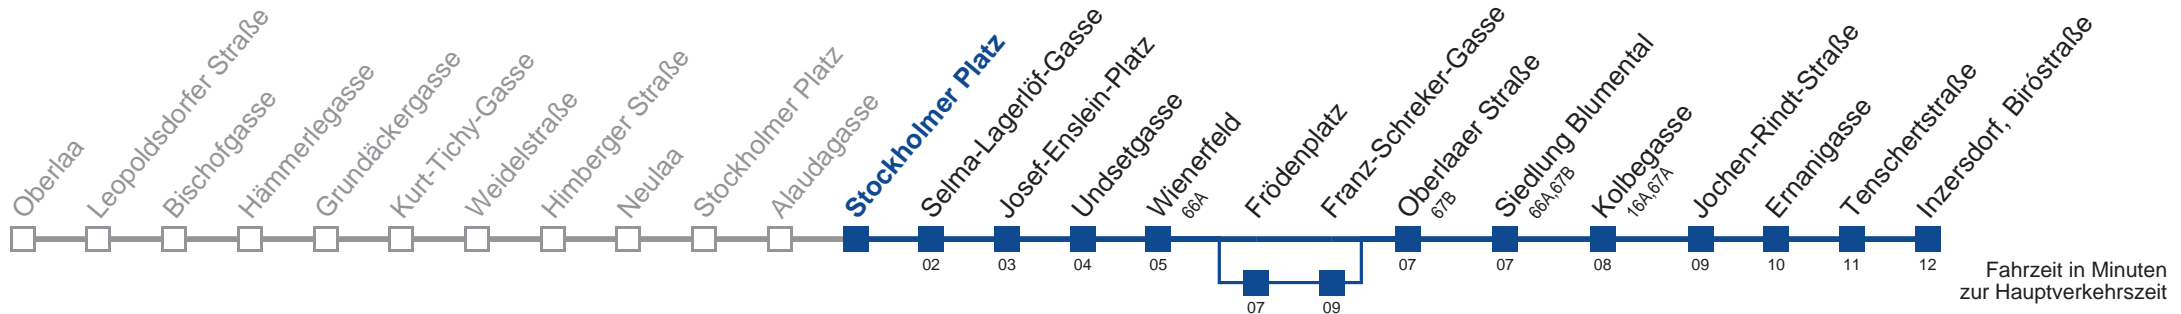 Oberlaa
Leopoldsdorfer Straße
Bischofgasse
Hämmerlegasse
Grundäckergasse
Kurt-Tichy-Gasse
Weidelstraße
Himberger Straße
Neulaa
Stockholmer Platz
Alaudagasse
Stockholmer Platz
Selma-Lagerlöf-Gasse
02
Josef-Enslein-Platz
03
Undsetgasse
04
Wienerfeld
66A
05
Frödenplatz
07
Franz-Schreker-Gasse
09
Oberlaaer Straße
67B
07
Siedlung Blumental
66A,67B
07
Kolbegasse
16A,67A
08
Jochen-Rindt-Straße
09
Ernanigasse
10
Tenschertstraße
11
Inzersdorf, Biróstraße
12
Fahrzeit in Minuten
zur Hauptverkehrszeit